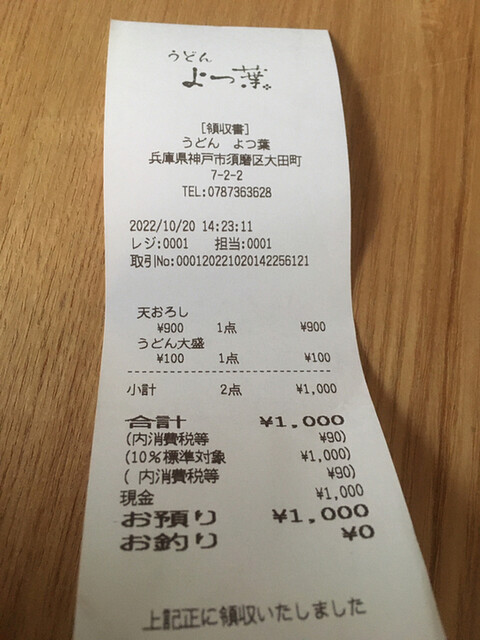 うどん
よつ葉
[領収書]
うどん よつ葉
兵庫県神戸市須磨区大田町
7-2-2
TEL:0787363628
2022/10/20 14:23:11
レジ:0001 担当:0001
取引No:000120221020142256121
天おろし
¥900 1点 ¥900
うどん大盛
¥100 1点 ¥100
小計 2点 ¥1,000
合計 ¥1,000
(内消費税等 ¥90)
(10%標準対象 ¥1,000)
( 内消費税等 ¥90)
現金 ¥1,000
お預り ¥1,000
お釣り ¥0
上記正に領収いたしました